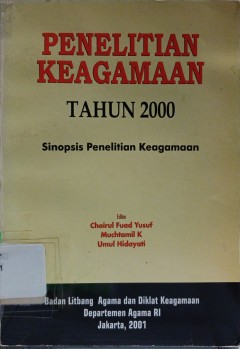 PENELITIAN
KEAGAMAAN
TAHUN 2000
Sinopsis Penelitian Keagamaan
Chairul Fuad Yusuf
Muchtamil K
Umul Hidayati
Badan Litbang Agama dan Diklat Keagamaan
Departemen Agama RI
Jakarta, 2001